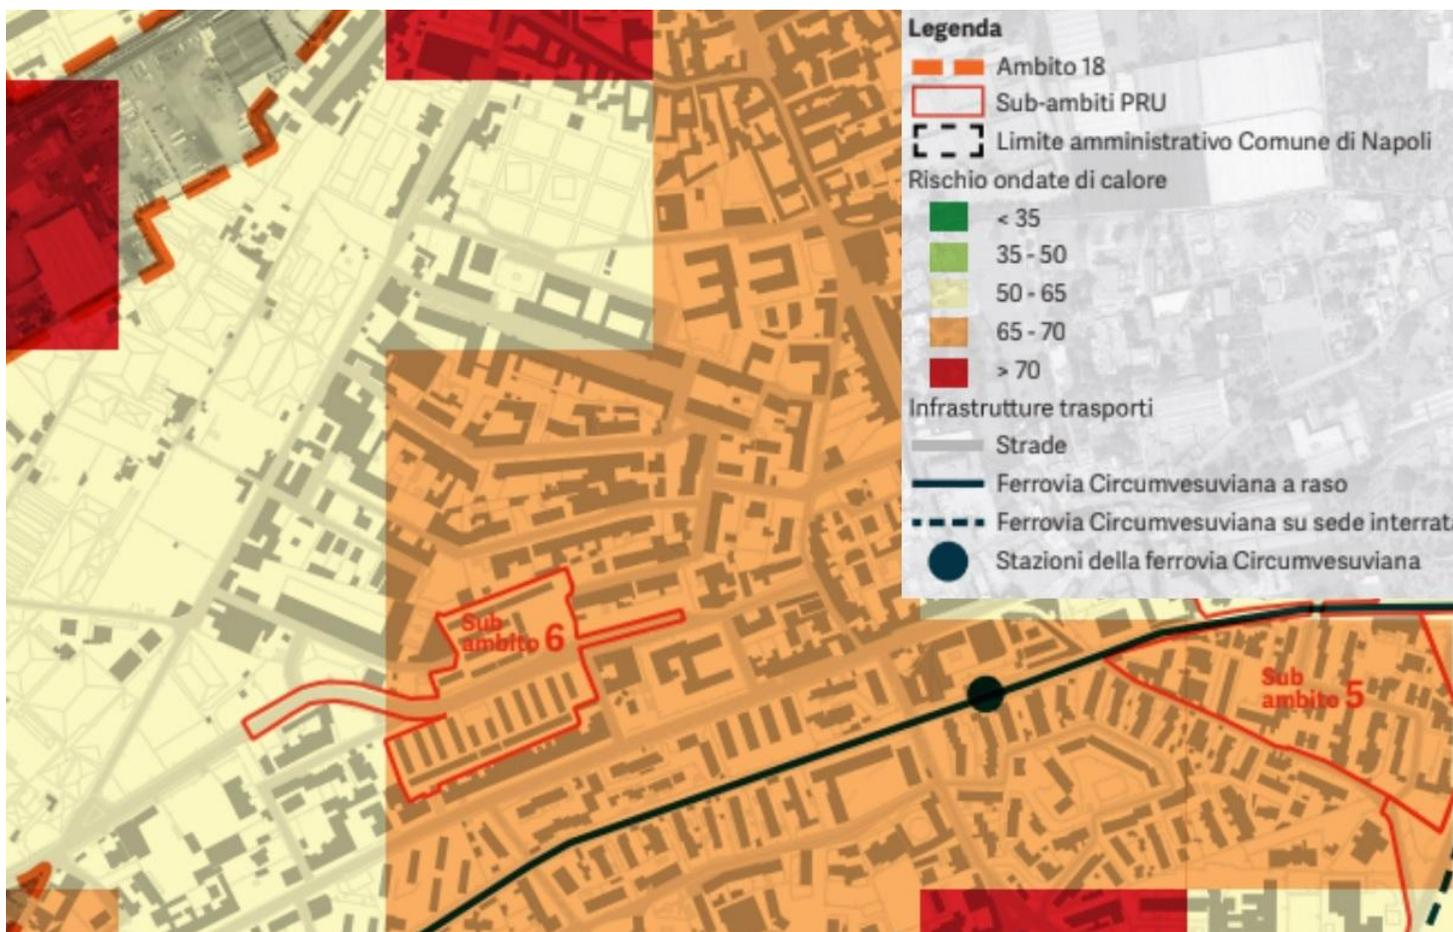 Legenda
Ambito 18
Sub-ambiti PRU
Limite amministrativo Comune di Napoli
Rischio ondate di calore
< 35
35 - 50
50 - 65
65 - 70
> 70
Infrastrutture trasporti
Strade
Ferrovia Circumvesuviana a raso
Ferrovia Circumvesuviana su sede interrat
Stazioni della ferrovia Circumvesuviana
Sub
ambito 6
Sub
ambito 5